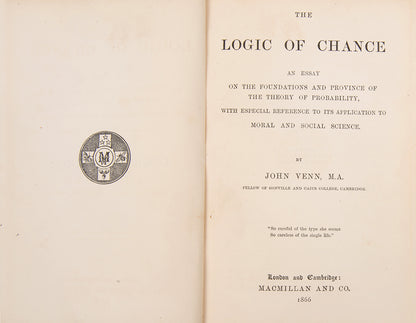 M
THE
LOGIC OF CHANCE
AN ESSAY
ON THE FOUNDATIONS AND PROVINCE OF
THE THEORY OF PROBABILITY,
WITH ESPECIAL REFERENCE TO ITS APPLICATION TO
MORAL AND SOCIAL SCIENCE.
BY
JOHN VENN, M.A.
FELLOW OF GONVILLE AND CAIUS COLLEGE, CAMBRIDGE.
"So careful of the type she seems
So careless of the single life."
London and Cambridge:
MACMILLAN AND CO.
1866